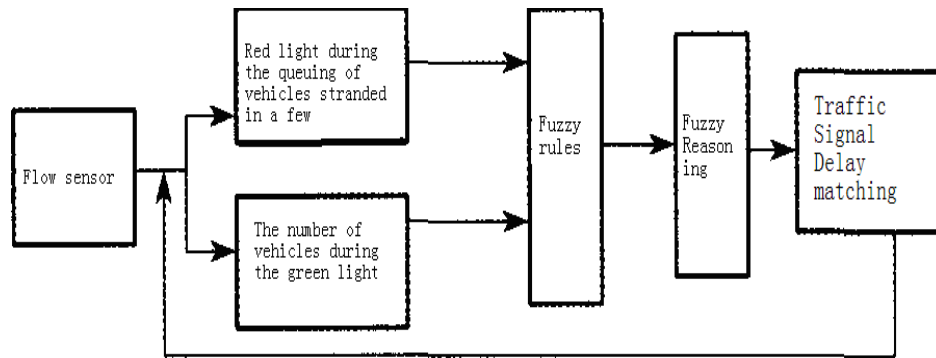 Flow sensor
Red light during
the queuing of
vehicles stranded
in a few
The number of
vehicles during
the green light
Fuzzy
rules
Fuzzy
Reason
ing
Traffic
Signal
Delay
matching